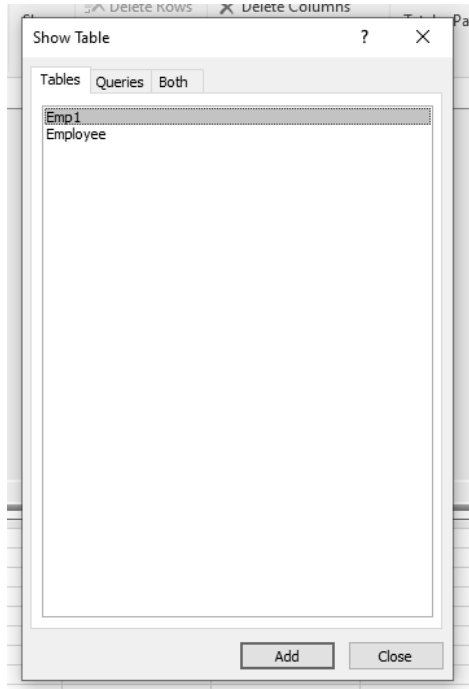 Delete Rows Delete Columns
Show Table ? X
Tables Queries Both
Emp1
Employee
Add Close